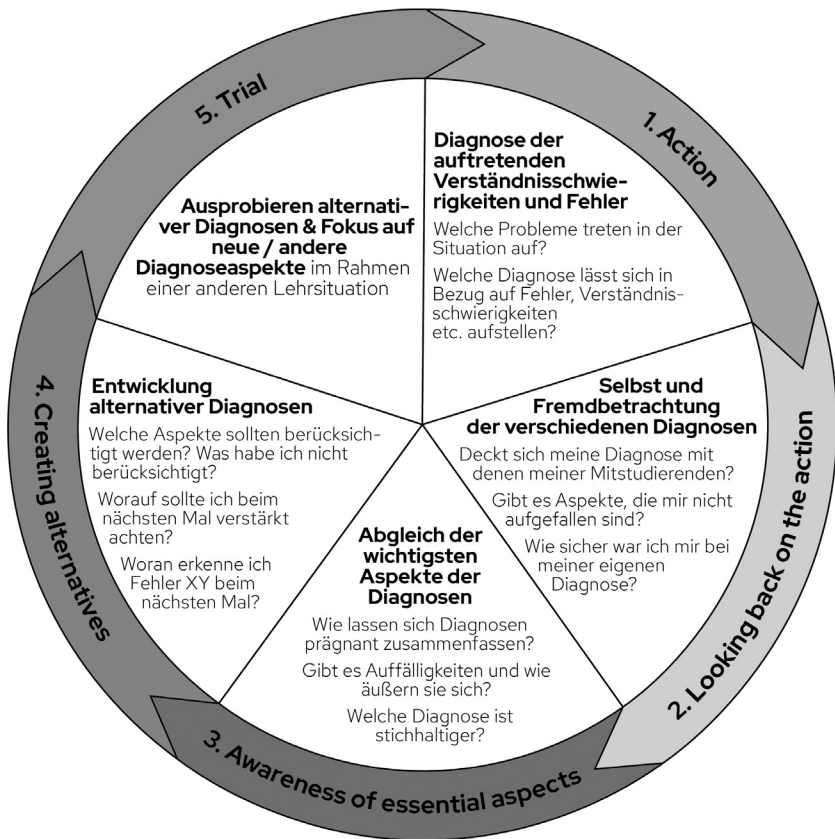 1. Action
Diagnose der
auftretenden
Verständnisschwie-
rigkeiten und Fehler
Welche Probleme treten in der
Situation auf?
Welche Diagnose lässt sich in
Bezug auf Fehler, Verständnis-
schwierigkeiten
etc. aufstellen?
2. Looking back on the action
Selbst und
Fremdbetrachtung
der verschiedenen Diagnosen
Deckt sich meine Diagnose mit
denen meiner Mitstudierenden?
Gibt es Aspekte, die mir nicht
aufgefallen sind?
Wie sicher war ich mir bei
meiner eigenen
Diagnose?
3. Awareness of essential aspects
Abgleich der
wichtigsten
Aspekte der
Diagnosen
Wie lassen sich Diagnosen
prägnant zusammenfassen?
Gibt es Auffälligkeiten und wie
äußern sie sich?
Welche Diagnose ist
stichhaltiger?
4. Creating alternatives
Entwicklung
alternativer Diagnosen
Welche Aspekte sollten berücksich-
tigt werden? Was habe ich nicht
berücksichtigt?
Worauf sollte ich beim
nächsten Mal verstärkt
achten?
Woran erkenne ich
Fehler XY beim
nächsten Mal?
5. Trial
Ausprobieren alternati-
ver Diagnosen & Fokus auf
neue / andere
Diagnoseaspekte im Rahmen
einer anderen Lehrsituation